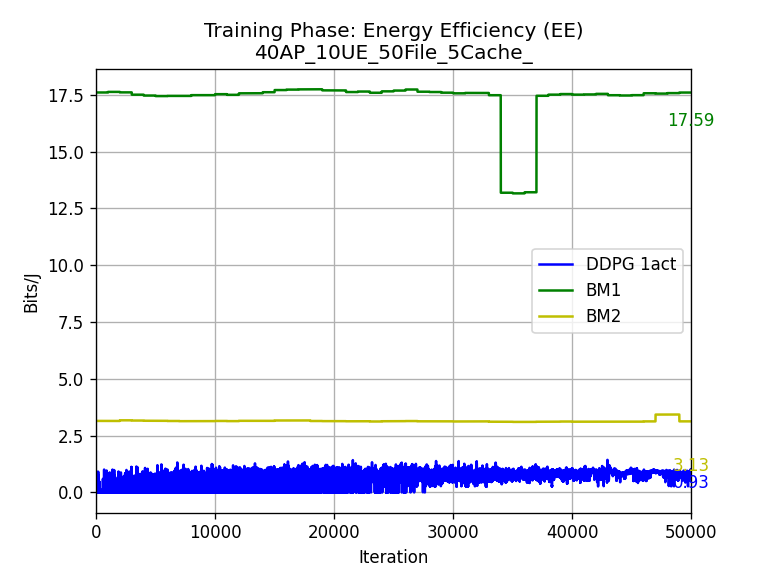 Training Phase: Energy Efficiency (EE)
40AP_10UE_50File_5Cache_
17.5
15.0
12.5
10.0
7.5
5.0
2.5
0.0
Bits/J
17.59
DDPG 1act
BM1
BM2
3.13
0.93
0
10000
20000
30000
40000
50000
Iteration